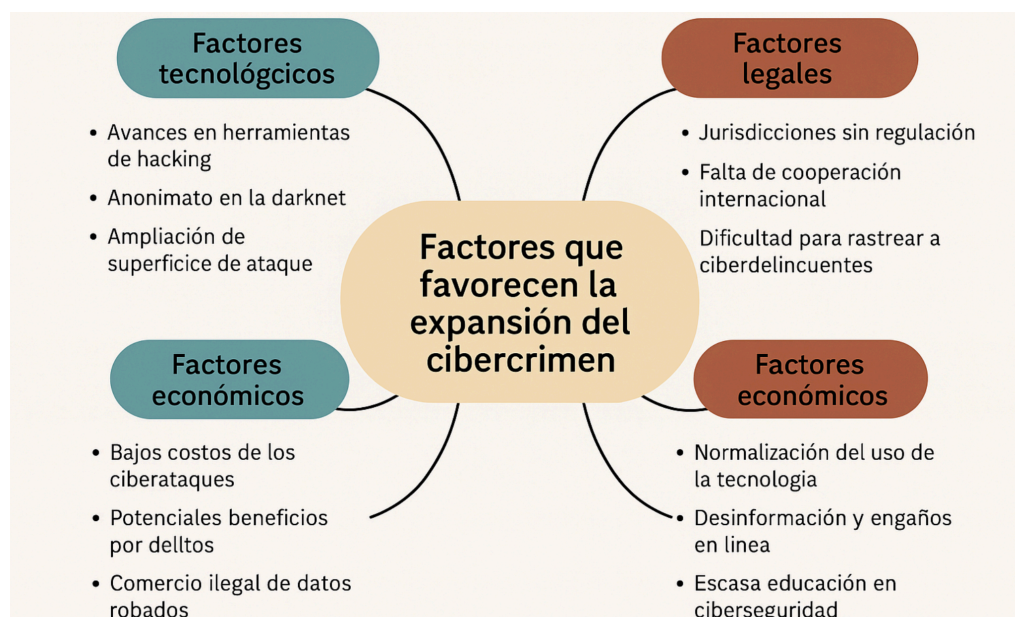 Factores
tecnológcicos
• Avances en herramientas
de hacking
• Anonimato en la darknet
• Ampliación de
superficice de ataque
Factores
legales
• Jurisdicciones sin regulación
• Falta de cooperación
internacional
Dificultad para rastrear a
ciberdelincuentes
Factores que
favorecen la
expansión del
cibercrimen
Factores
económicos
• Bajos costos de los
ciberataques
• Potenciales beneficios
por delltos
• Comercio ilegal de datos
robados
Factores
económicos
• Normalización del uso de
la tecnologia
• Desinformación y engaños
en linea
• Escasa educación en
ciberseguridad